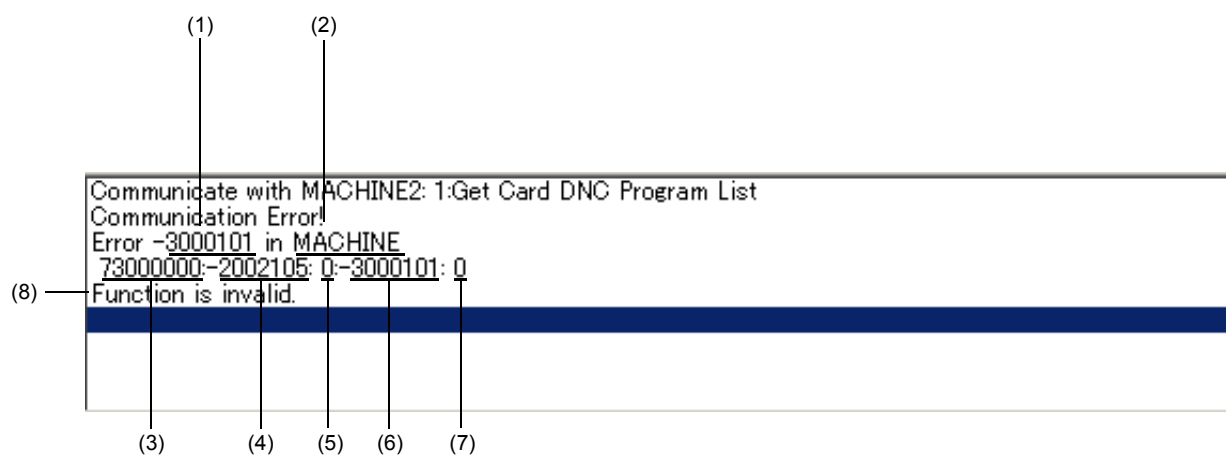 (1) (2)
Communicate with MACHINE2: 1:Get Card DNC Program List
Communication Error!
Error -3000101 in MACHINE
73000000:-2002105: 0:-3000101: 0
(8) Function is invalid.
(3) (4) (5) (6) (7)